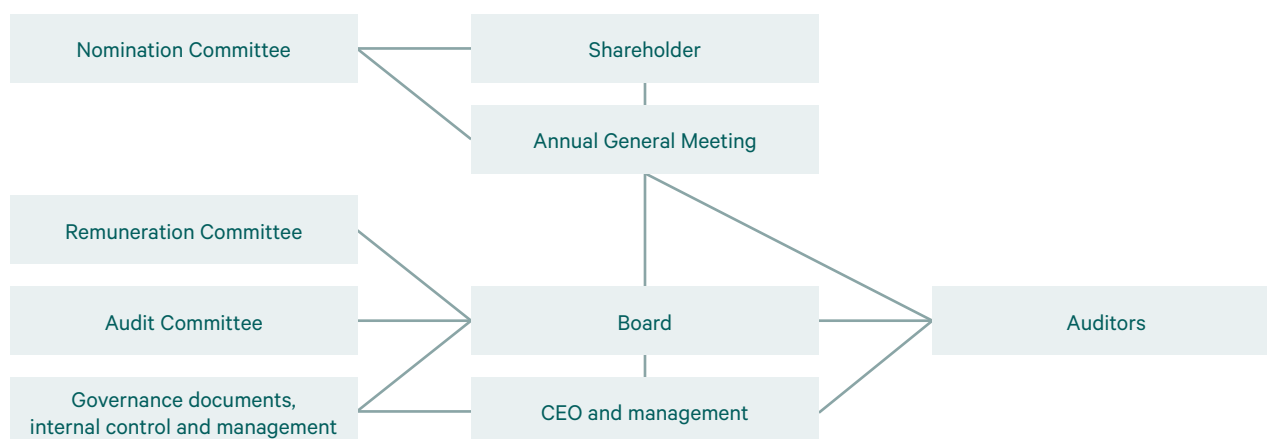 Nomination Committee
Shareholder
Annual General Meeting
Remuneration Committee
Audit Committee
Board
Auditors
Governance documents,
internal control and management
CEO and management